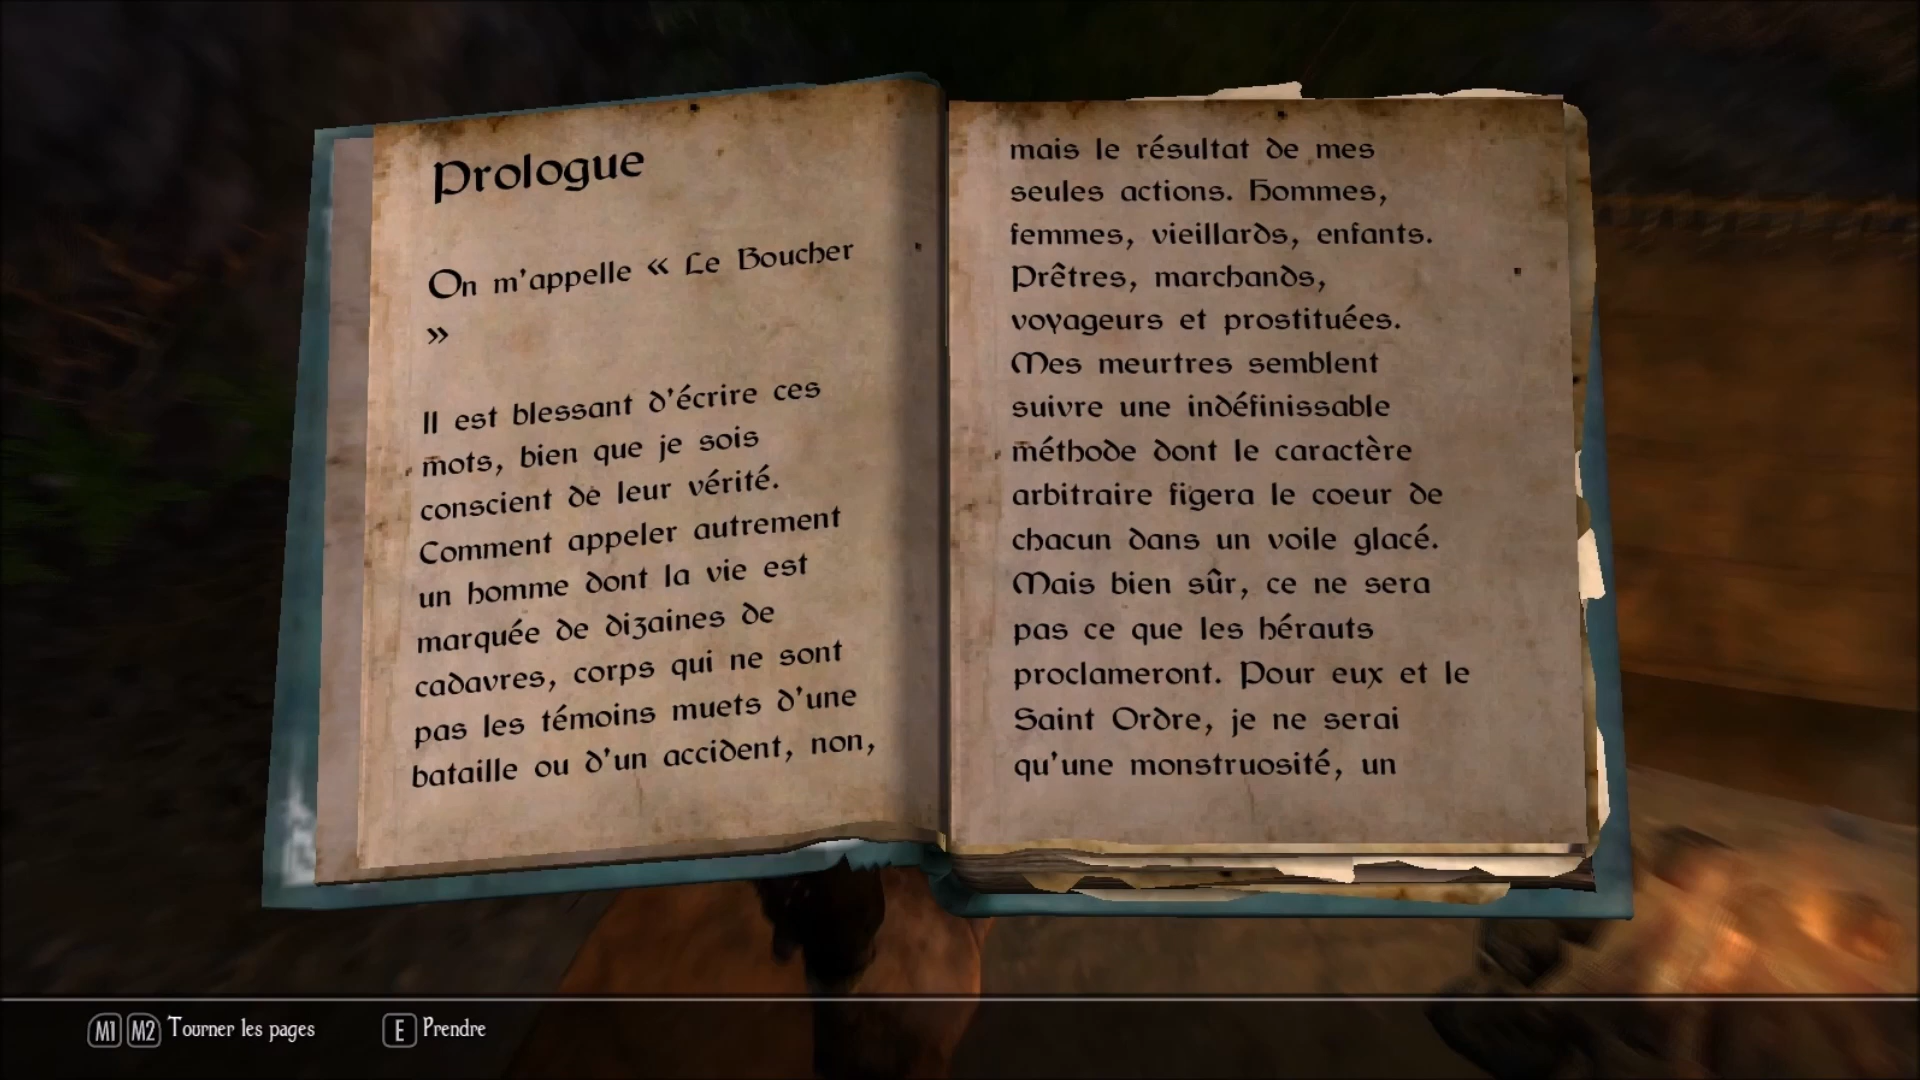 Prologue
On m'appelle « Le Boucher
»
Il est blessant d'écrire ces
mots, bien que je sois
conscient de leur vérité.
Comment appeler autrement
un homme dont la vie est
marquée de dizaines de
cadavres, corps qui ne sont
pas les témoins muets d'une
bataille ou d'un accident, non,
mais le résultat de mes
seules actions. Hommes,
femmes, vieillards, enfants.
Prêtres, marchands,
voyageurs et prostituées.
Mes meurtres semblent
suivre une indéfinissable
méthode dont le caractère
arbitraire figera le coeur de
chacun dans un voile glacé.
Mais bien sûr, ce ne sera
pas ce que les hérauts
proclameront. Pour eux et le
Saint Ordre, je ne serai
qu'une monstruosité, un
M1 M2 Tourner les pages E Prendre